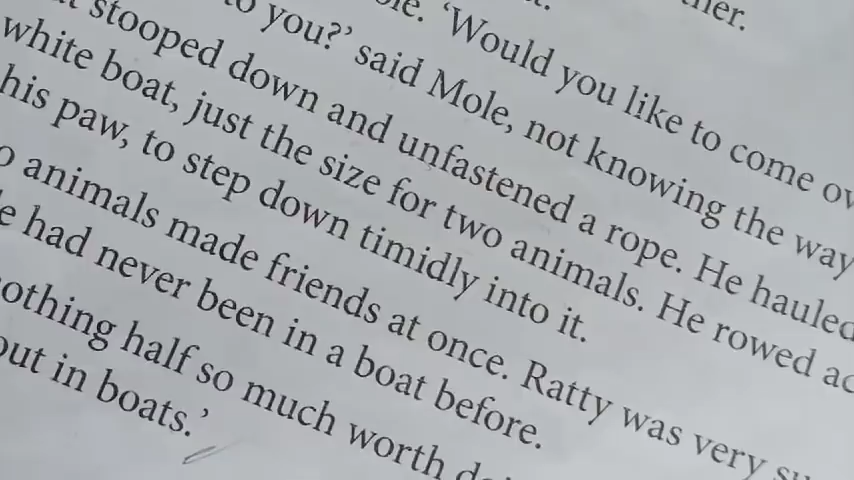 'Would you like to come
you?' said Mole, not knowing the way
stooped down and unfastened a rope. He hauled
white boat, just the size for two animals. He rowed
his paw, to step down timidly into it.
animals made friends at once. Ratty was very
had never been in a boat before.
othing half so much worth
out in boats.'